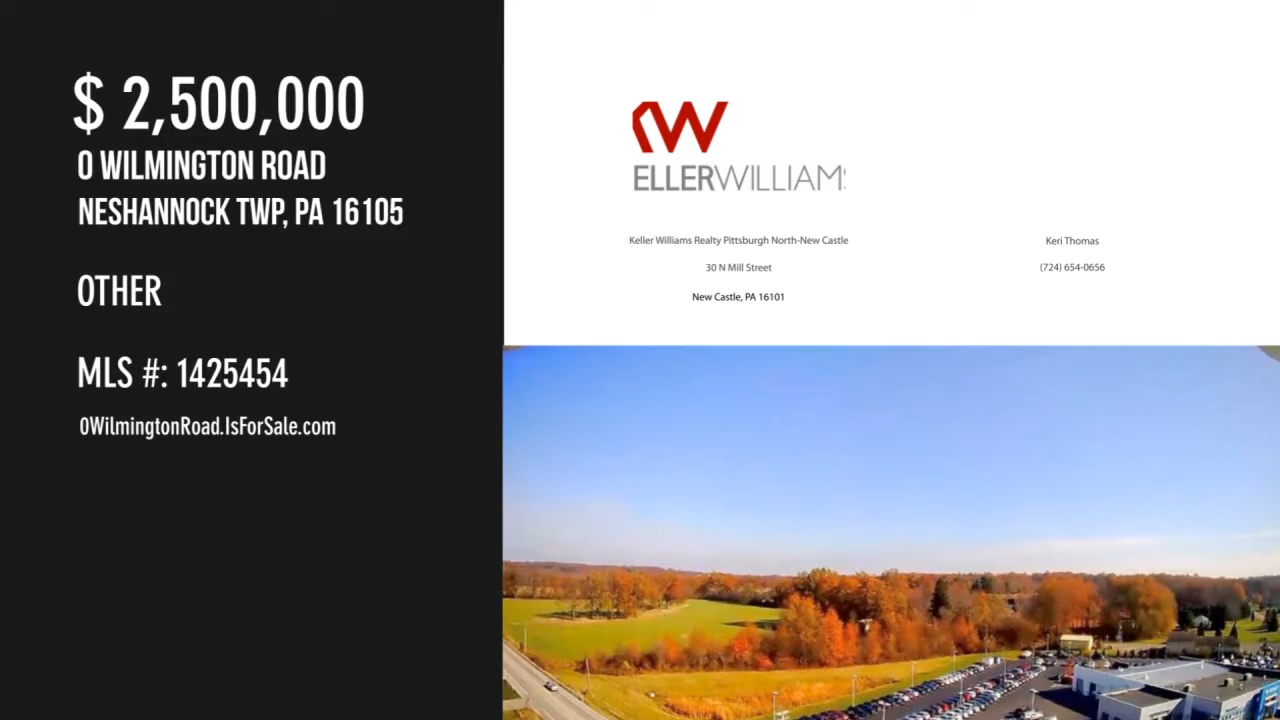 $ 2,500,000
0 WILMINGTON ROAD
NESHANNOCK TWP, PA 16105
OTHER
MLS #: 1425454
0WilmingtonRoad.IsForSale.com
KW
ELLERWILLIAMS
Keller Williams Realty Pittsburgh North-New Castle
30 N Mill Street
New Castle, PA 16101
Keri Thomas
(724) 654-0656